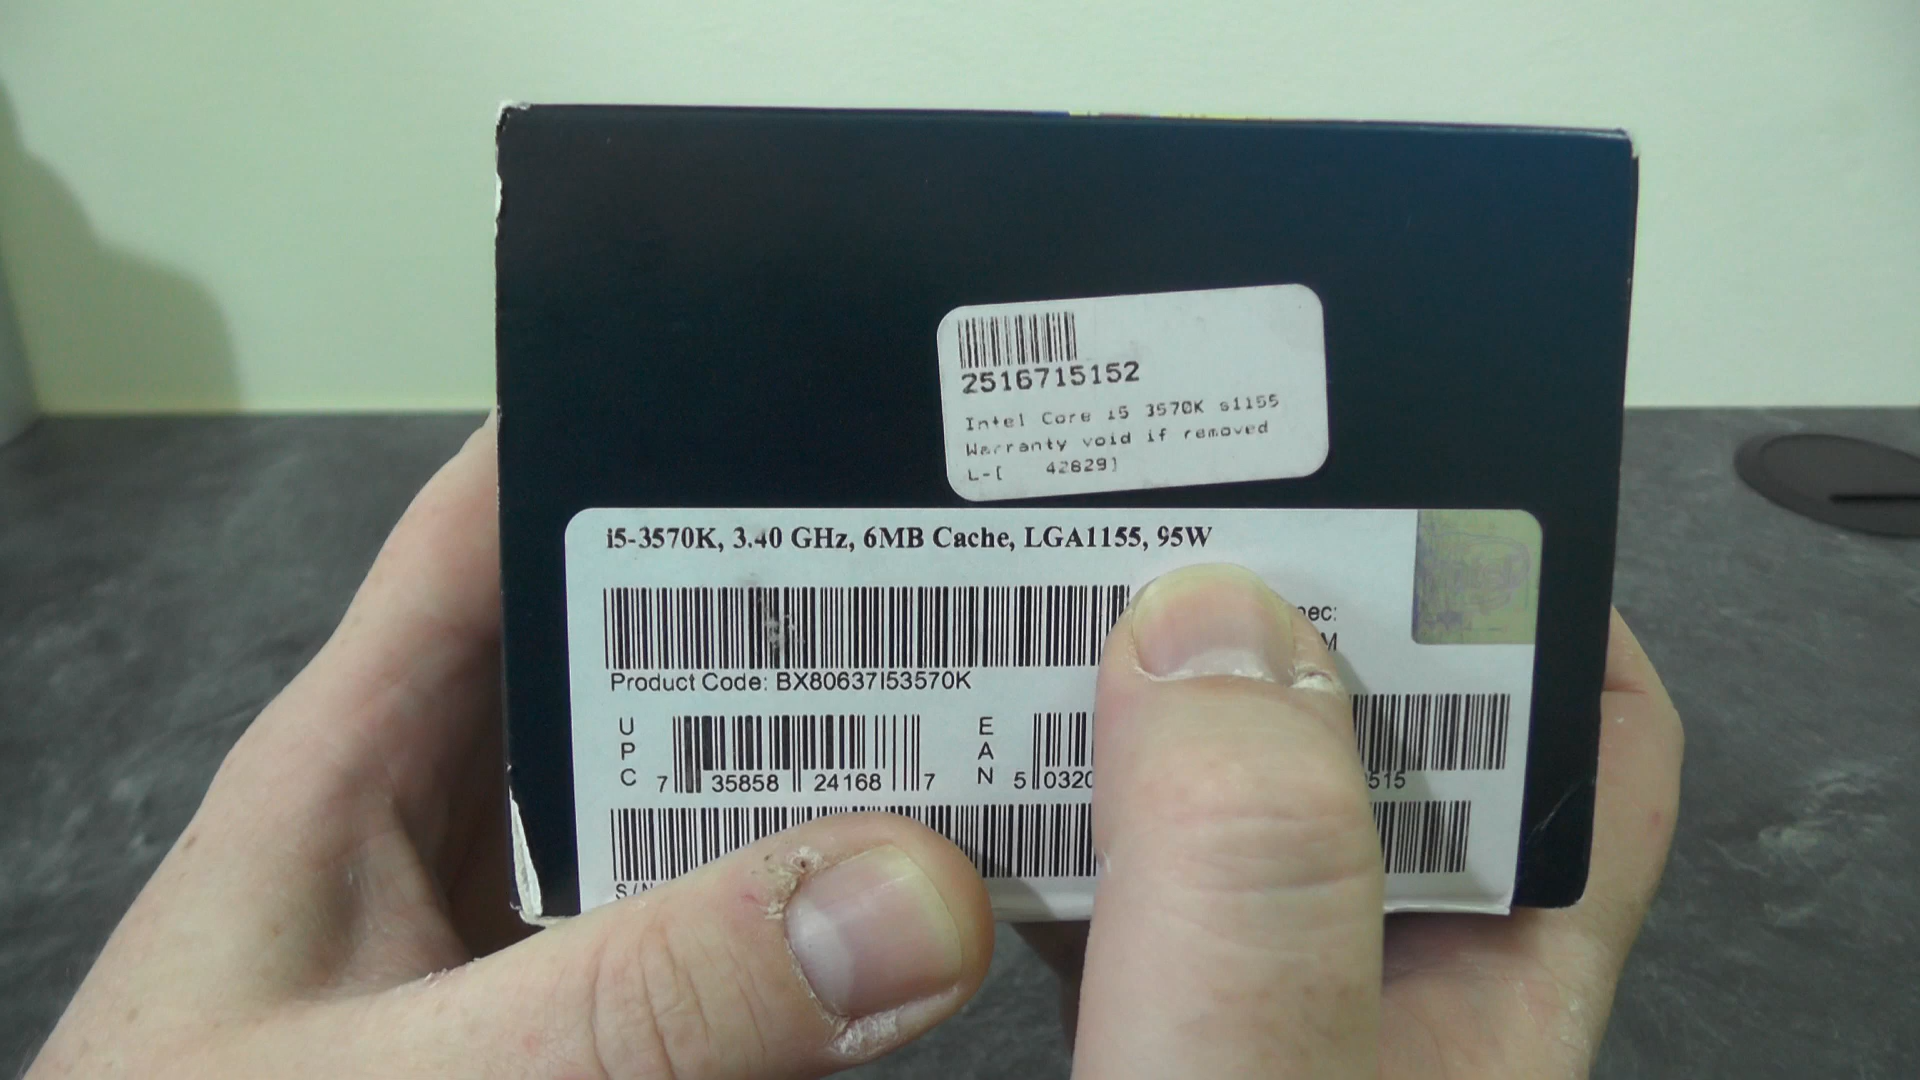 2516715152
Intel Core i5 3570K s1155
Warranty void if removed
L-[ 42829]
i5-3570K, 3.40 GHz, 6MB Cache, LGA1155, 95W
Product Code: BX80637I53570K
UPC
7 35858 24168 7
EAN
5 0320
515
S/N